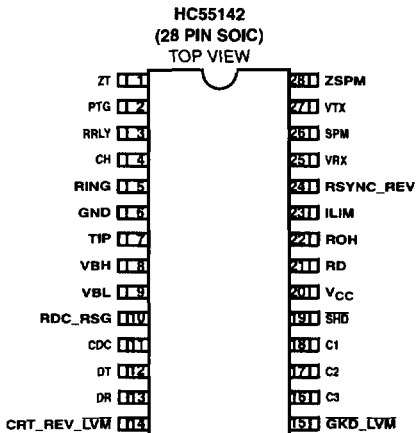 HC55142
(28 PIN SOIC)
TOP VIEW
ZT 1 28 ZSPM
PTG 2 27 VTX
RRLY 3 26 SPM
CH 4 25 VRX
RING 5 24 RSYNC_REV
GND 6 23 ILIM
TIP 7 22 ROH
VBH 8 21 RD
VBL 9 20 VCC
RDC_RSG 10 19 SHD
CDC 11 18 C1
DT 12 17 C2
DR 13 16 C3
CRT_REV_LVM 14 15 GKD_LVM